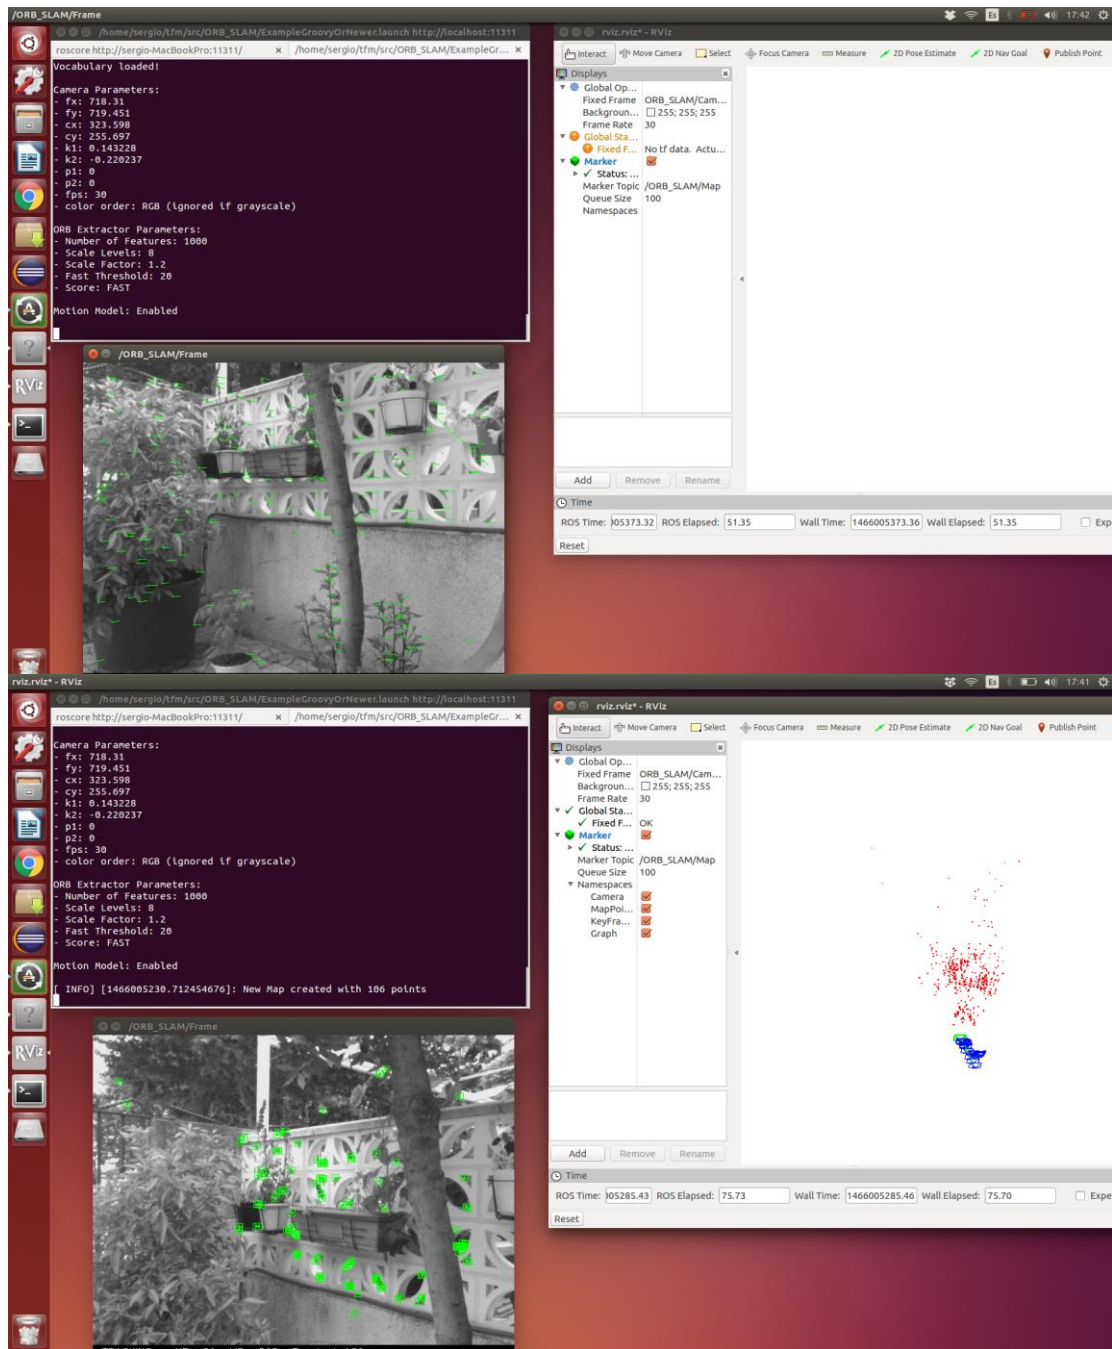 /ORB_SLAM/Frame
Es
17:42
/home/sergio/tfm/src/ORB_SLAM/ExampleGroovyOrNewer.launch http://localhost:11311
roscore http://sergio-MacBookPro:11311/ x /home/sergio/tfm/src/ORB_SLAM/ExampleGr... x
Vocabulary loaded!
Camera Parameters:
- fx: 718.31
- fy: 719.451
- cx: 323.598
- cy: 255.697
- k1: 0.143228
- k2: -0.220237
- p1: 0
- p2: 0
- fps: 30
- color order: RGB (ignored if grayscale)
ORB Extractor Parameters:
- Number of Features: 1000
- Scale Levels: 8
- Scale Factor: 1.2
- Fast Threshold: 20
- Score: FAST
Motion Model: Enabled
/ORB_SLAM/Frame
RViz
rviz.rviz* - RViz
Interact Move Camera Select Focus Camera Measure 2D Pose Estimate 2D Nav Goal Publish Point
Displays
Global Op...
Fixed Frame ORB_SLAM/Cam...
Backgroun... 255; 255; 255
Frame Rate 30
Global Sta...
Fixed F... No tf data. Actu...
Marker
Status: ...
Marker Topic /ORB_SLAM/Map
Queue Size 100
Namespaces
Add Remove Rename
Time
ROS Time: 005373.32 ROS Elapsed: 51.35 Wall Time: 1466005373.36 Wall Elapsed: 51.35 Exp
Reset
rviz.rviz* - RViz
Es
17:41
/home/sergio/tfm/src/ORB_SLAM/ExampleGroovyOrNewer.launch http://localhost:11311
roscore http://sergio-MacBookPro:11311/ x /home/sergio/tfm/src/ORB_SLAM/ExampleGr... x
Camera Parameters:
- fx: 718.31
- fy: 719.451
- cx: 323.598
- cy: 255.697
- k1: 0.143228
- k2: -0.220237
- p1: 0
- p2: 0
- fps: 30
- color order: RGB (ignored if grayscale)
ORB Extractor Parameters:
- Number of Features: 1000
- Scale Levels: 8
- Scale Factor: 1.2
- Fast Threshold: 20
- Score: FAST
Motion Model: Enabled
[ INFO] [1466005230.712454676]: New Map created with 106 points
/ORB_SLAM/Frame
RViz
rviz.rviz* - RViz
Interact Move Camera Select Focus Camera Measure 2D Pose Estimate 2D Nav Goal Publish Point
Displays
Global Op...
Fixed Frame ORB_SLAM/Cam...
Backgroun... 255; 255; 255
Frame Rate 30
Global Sta...
Fixed F... OK
Marker
Status: ...
Marker Topic /ORB_SLAM/Map
Queue Size 100
Namespaces
Camera
MapPoi...
KeyFra...
Graph
Add Remove Rename
Time
ROS Time: 005285.43 ROS Elapsed: 75.73 Wall Time: 1466005285.46 Wall Elapsed: 75.70 Expe
Reset